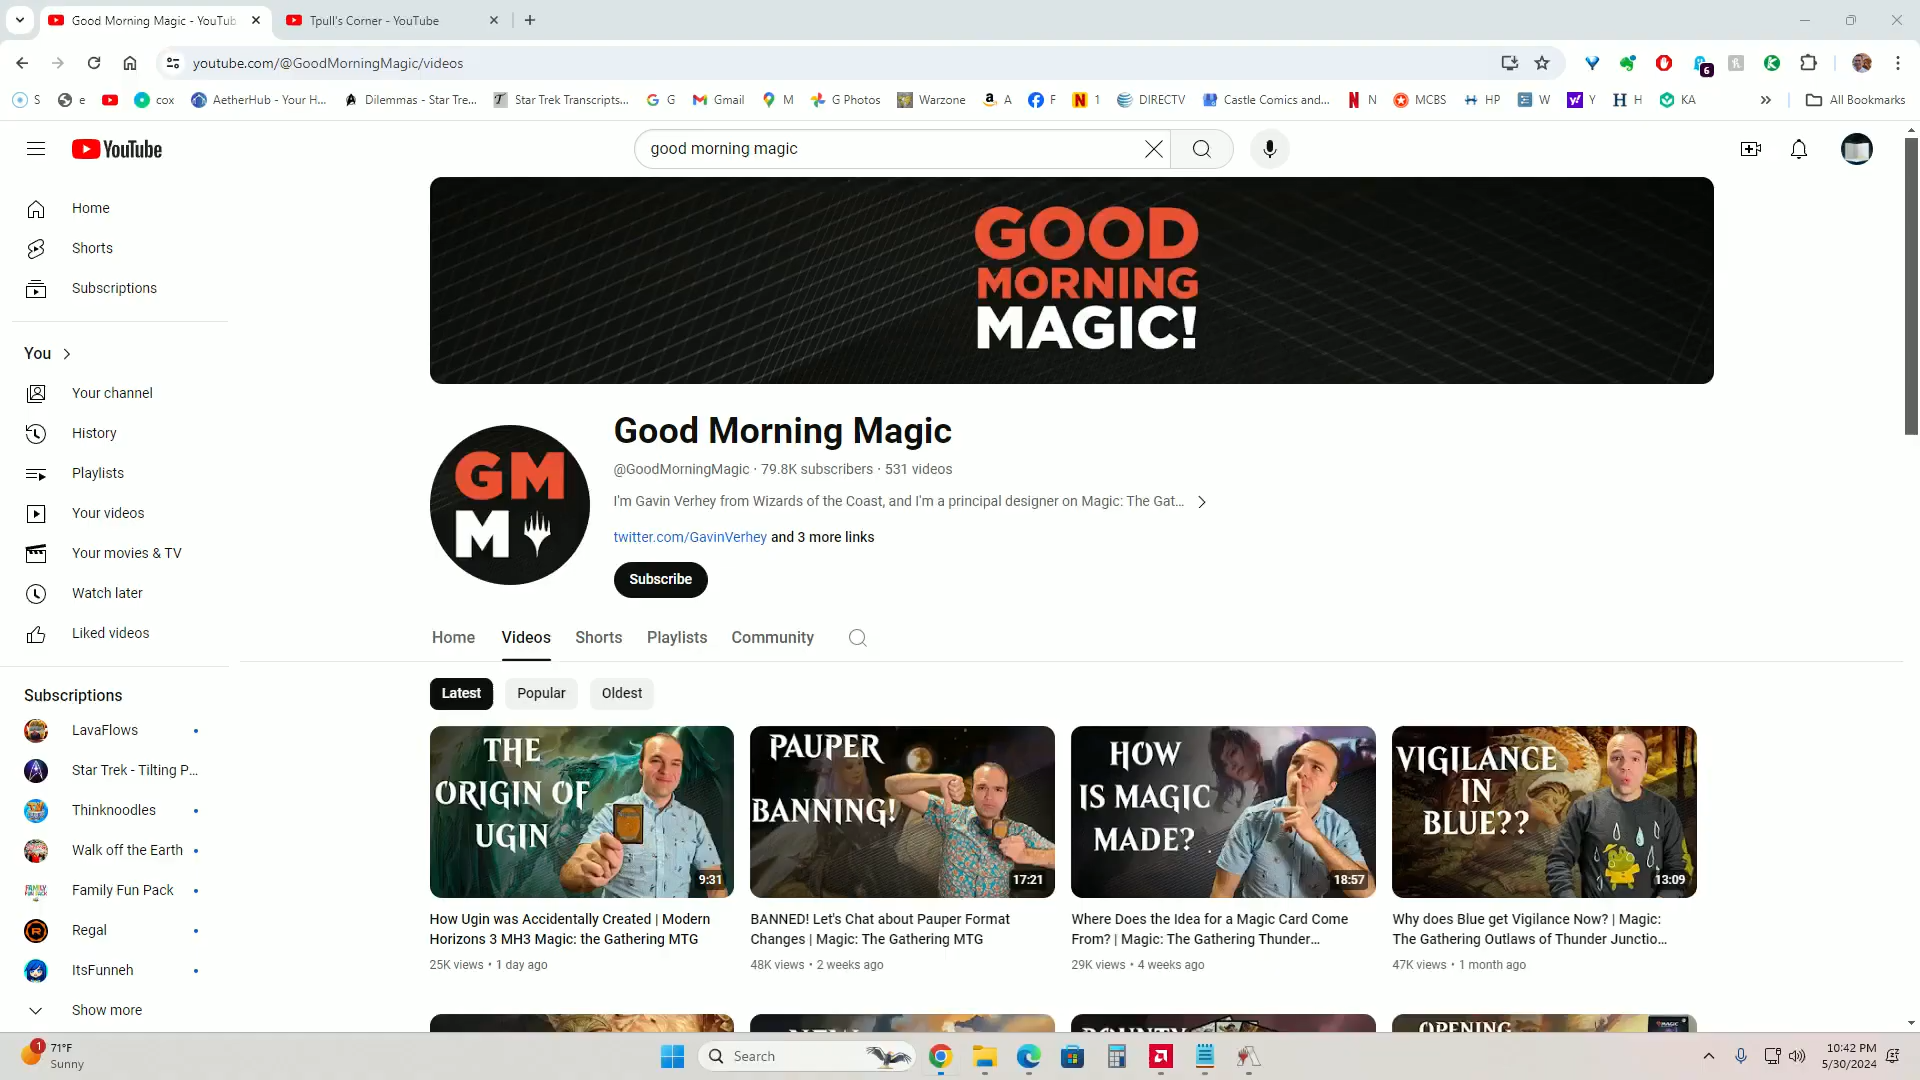 Good Morning Magic - YouTub
Tpull's Corner - YouTube
youtube.com/@GoodMorningMagic/videos
6
S
e
cox
AetherHub - Your H...
Dilemmas - Star Tre...
Star Trek Transcripts...
G
Gmail
M
G Photos
Warzone
A
F
1
DIRECTV
Castle Comics and...
N
MCBS
HP
W
Y
H
KA
All Bookmarks
YouTube
good morning magic
Home
Shorts
Subscriptions
You
Your channel
History
Playlists
Your videos
Your movies & TV
Watch later
Liked videos
Subscriptions
LavaFlows
Star Trek - Tilting P...
Thinknoodles
Walk off the Earth
Family Fun Pack
Regal
ItsFunneh
Show more
GOOD
MORNING
MAGIC!
GM
M
Good Morning Magic
@GoodMorningMagic · 79.8K subscribers · 531 videos
I'm Gavin Verhey from Wizards of the Coast, and I'm a principal designer on Magic: The Gat...
twitter.com/GavinVerhey and 3 more links
Subscribe
Home
Videos
Shorts
Playlists
Community
Latest
Popular
Oldest
THE
ORIGIN OF
UGIN
9:31
How Ugin was Accidentally Created | Modern
Horizons 3 MH3 Magic: the Gathering MTG
25K views • 1 day ago
PAUPER
BANNING!
17:21
BANNED! Let's Chat about Pauper Format
Changes | Magic: The Gathering MTG
48K views • 2 weeks ago
HOW
IS MAGIC
MADE?
18:57
Where Does the Idea for a Magic Card Come
From? | Magic: The Gathering Thunder...
29K views • 4 weeks ago
VIGILANCE
IN
BLUE??
13:09
Why does Blue get Vigilance Now? | Magic:
The Gathering Outlaws of Thunder Junctio...
47K views • 1 month ago
NEW
BOUNTY
OPENING
1
71°F
Sunny
Search
10:42 PM
5/30/2024